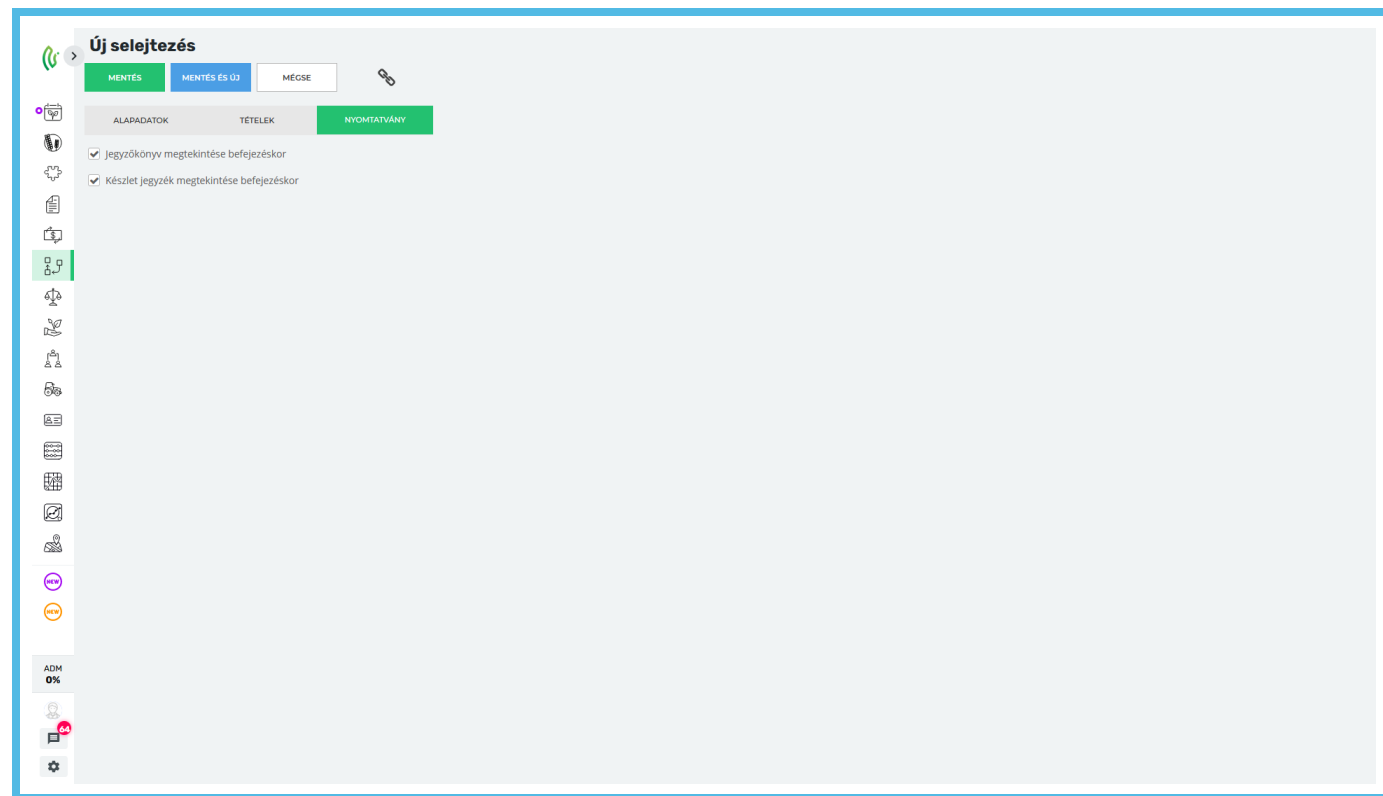 Új selejtezés
MENTÉS
MENTÉS ÉS ÚJ
MÉGSE
ALAPADATOK
TÉTELEK
NYOMTATVÁNY
Jegyzőkönyv megtekintése befejezéskor
Készlet jegyzék megtekintése befejezéskor
NEW
NEW
ADM
0%
64